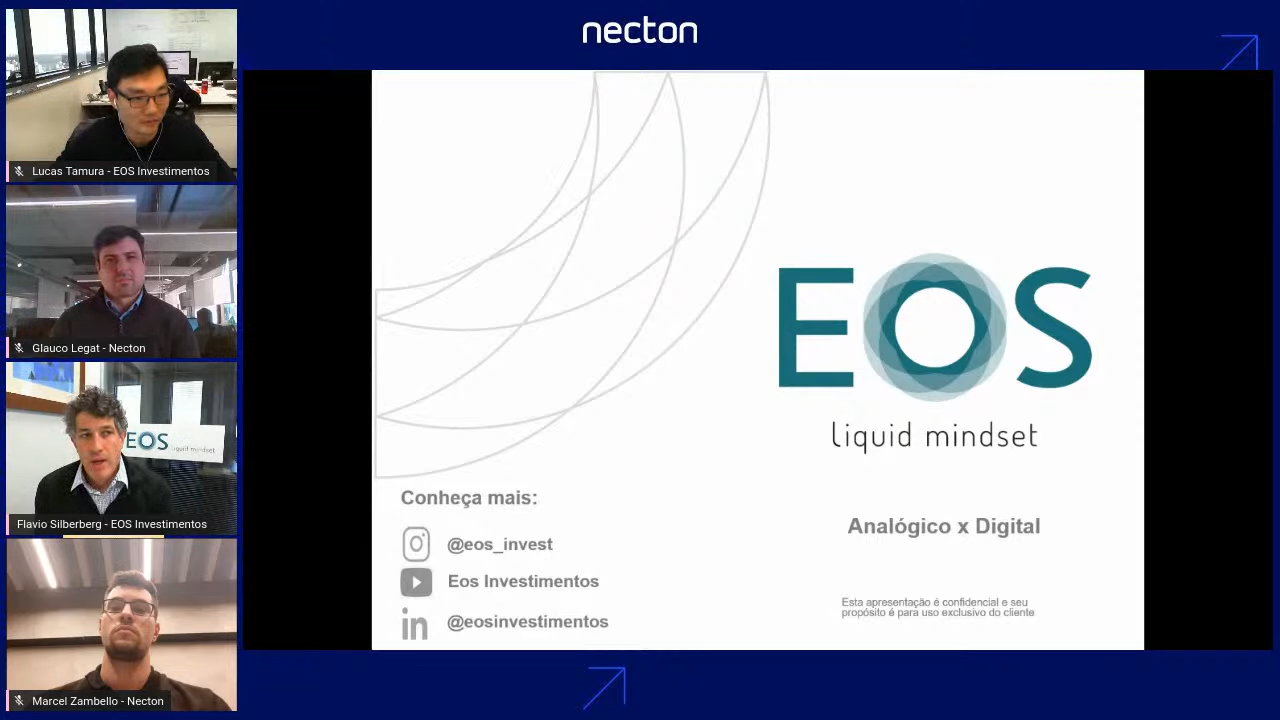 necton
Lucas Tamura - EOS Investimentos
Glauco Legat - Necton
EOS liquid mindset
Flavio Silberberg - EOS Investimentos
Marcel Zambello - Necton
EOS
liquid mindset
Conheça mais:
@eos_invest
Eos Investimentos
in @eosinvestimentos
Analógico x Digital
Esta apresentação é confidencial e seu
propósito é para uso exclusivo do cliente